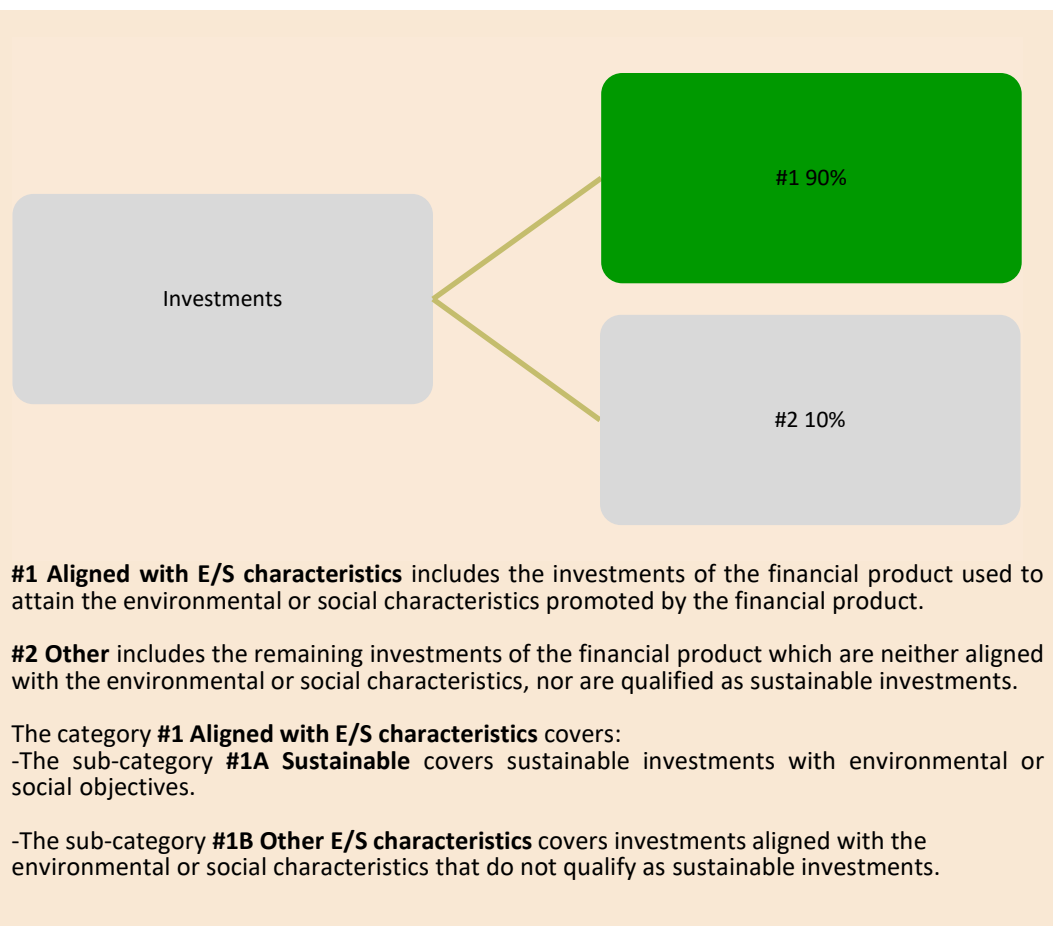 #1 90%
Investments
#2 10%
#1 Aligned with E/S characteristics includes the investments of the financial product used to
attain the environmental or social characteristics promoted by the financial product.
#2 Other includes the remaining investments of the financial product which are neither aligned
with the environmental or social characteristics, nor are qualified as sustainable investments.
The category #1 Aligned with E/S characteristics covers:
-The sub-category #1A Sustainable covers sustainable investments with environmental or
social objectives.
-The sub-category #1B Other E/S characteristics covers investments aligned with the
environmental or social characteristics that do not qualify as sustainable investments.